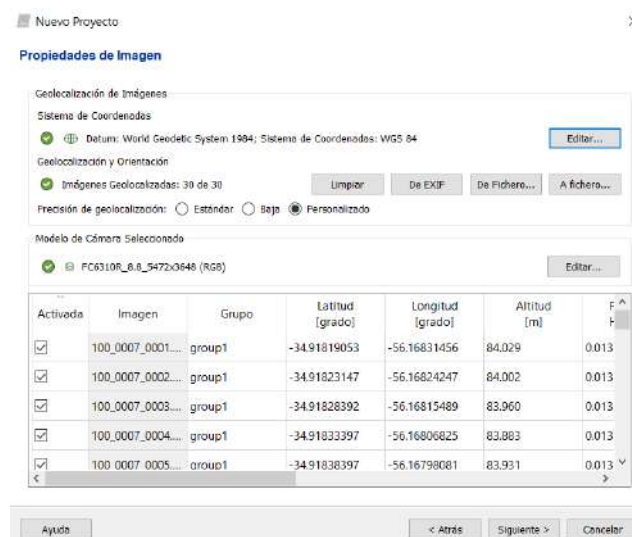 Nuevo Proyecto
Propiedades de Imagen
Geolocalización de Imágenes
Sistema de Coordenadas
Datum: World Geodetic System 1984; Sistema de Coordenadas: WGS 84 Editar...
Geolocalización y Orientación
Imágenes Geolocalizadas: 30 de 30 Limpiar De EXIF De Fichero... A fichero...
Precisión de geolocalización: Estándar Baja Personalizado
Modelo de Cámara Seleccionado
FC6310R_8.8_5472x3648 (RGB) Editar...
Activada Imagen Grupo Latitud [grado] Longitud [grado] Altitud [m]
100_0007_0001.... group1 -34.91819053 -56.16831456 84.029 0.013
100_0007_0002.... group1 -34.91823147 -56.16824247 84.002 0.013
100_0007_0003.... group1 -34.91828392 -56.16815489 83.960 0.013
100_0007_0004.... group1 -34.91833397 -56.16806825 83.883 0.013
100_0007_0005.... group1 -34.91838397 -56.16798081 83.931 0.013
Ayuda < Atrás Siguiente > Cancelar